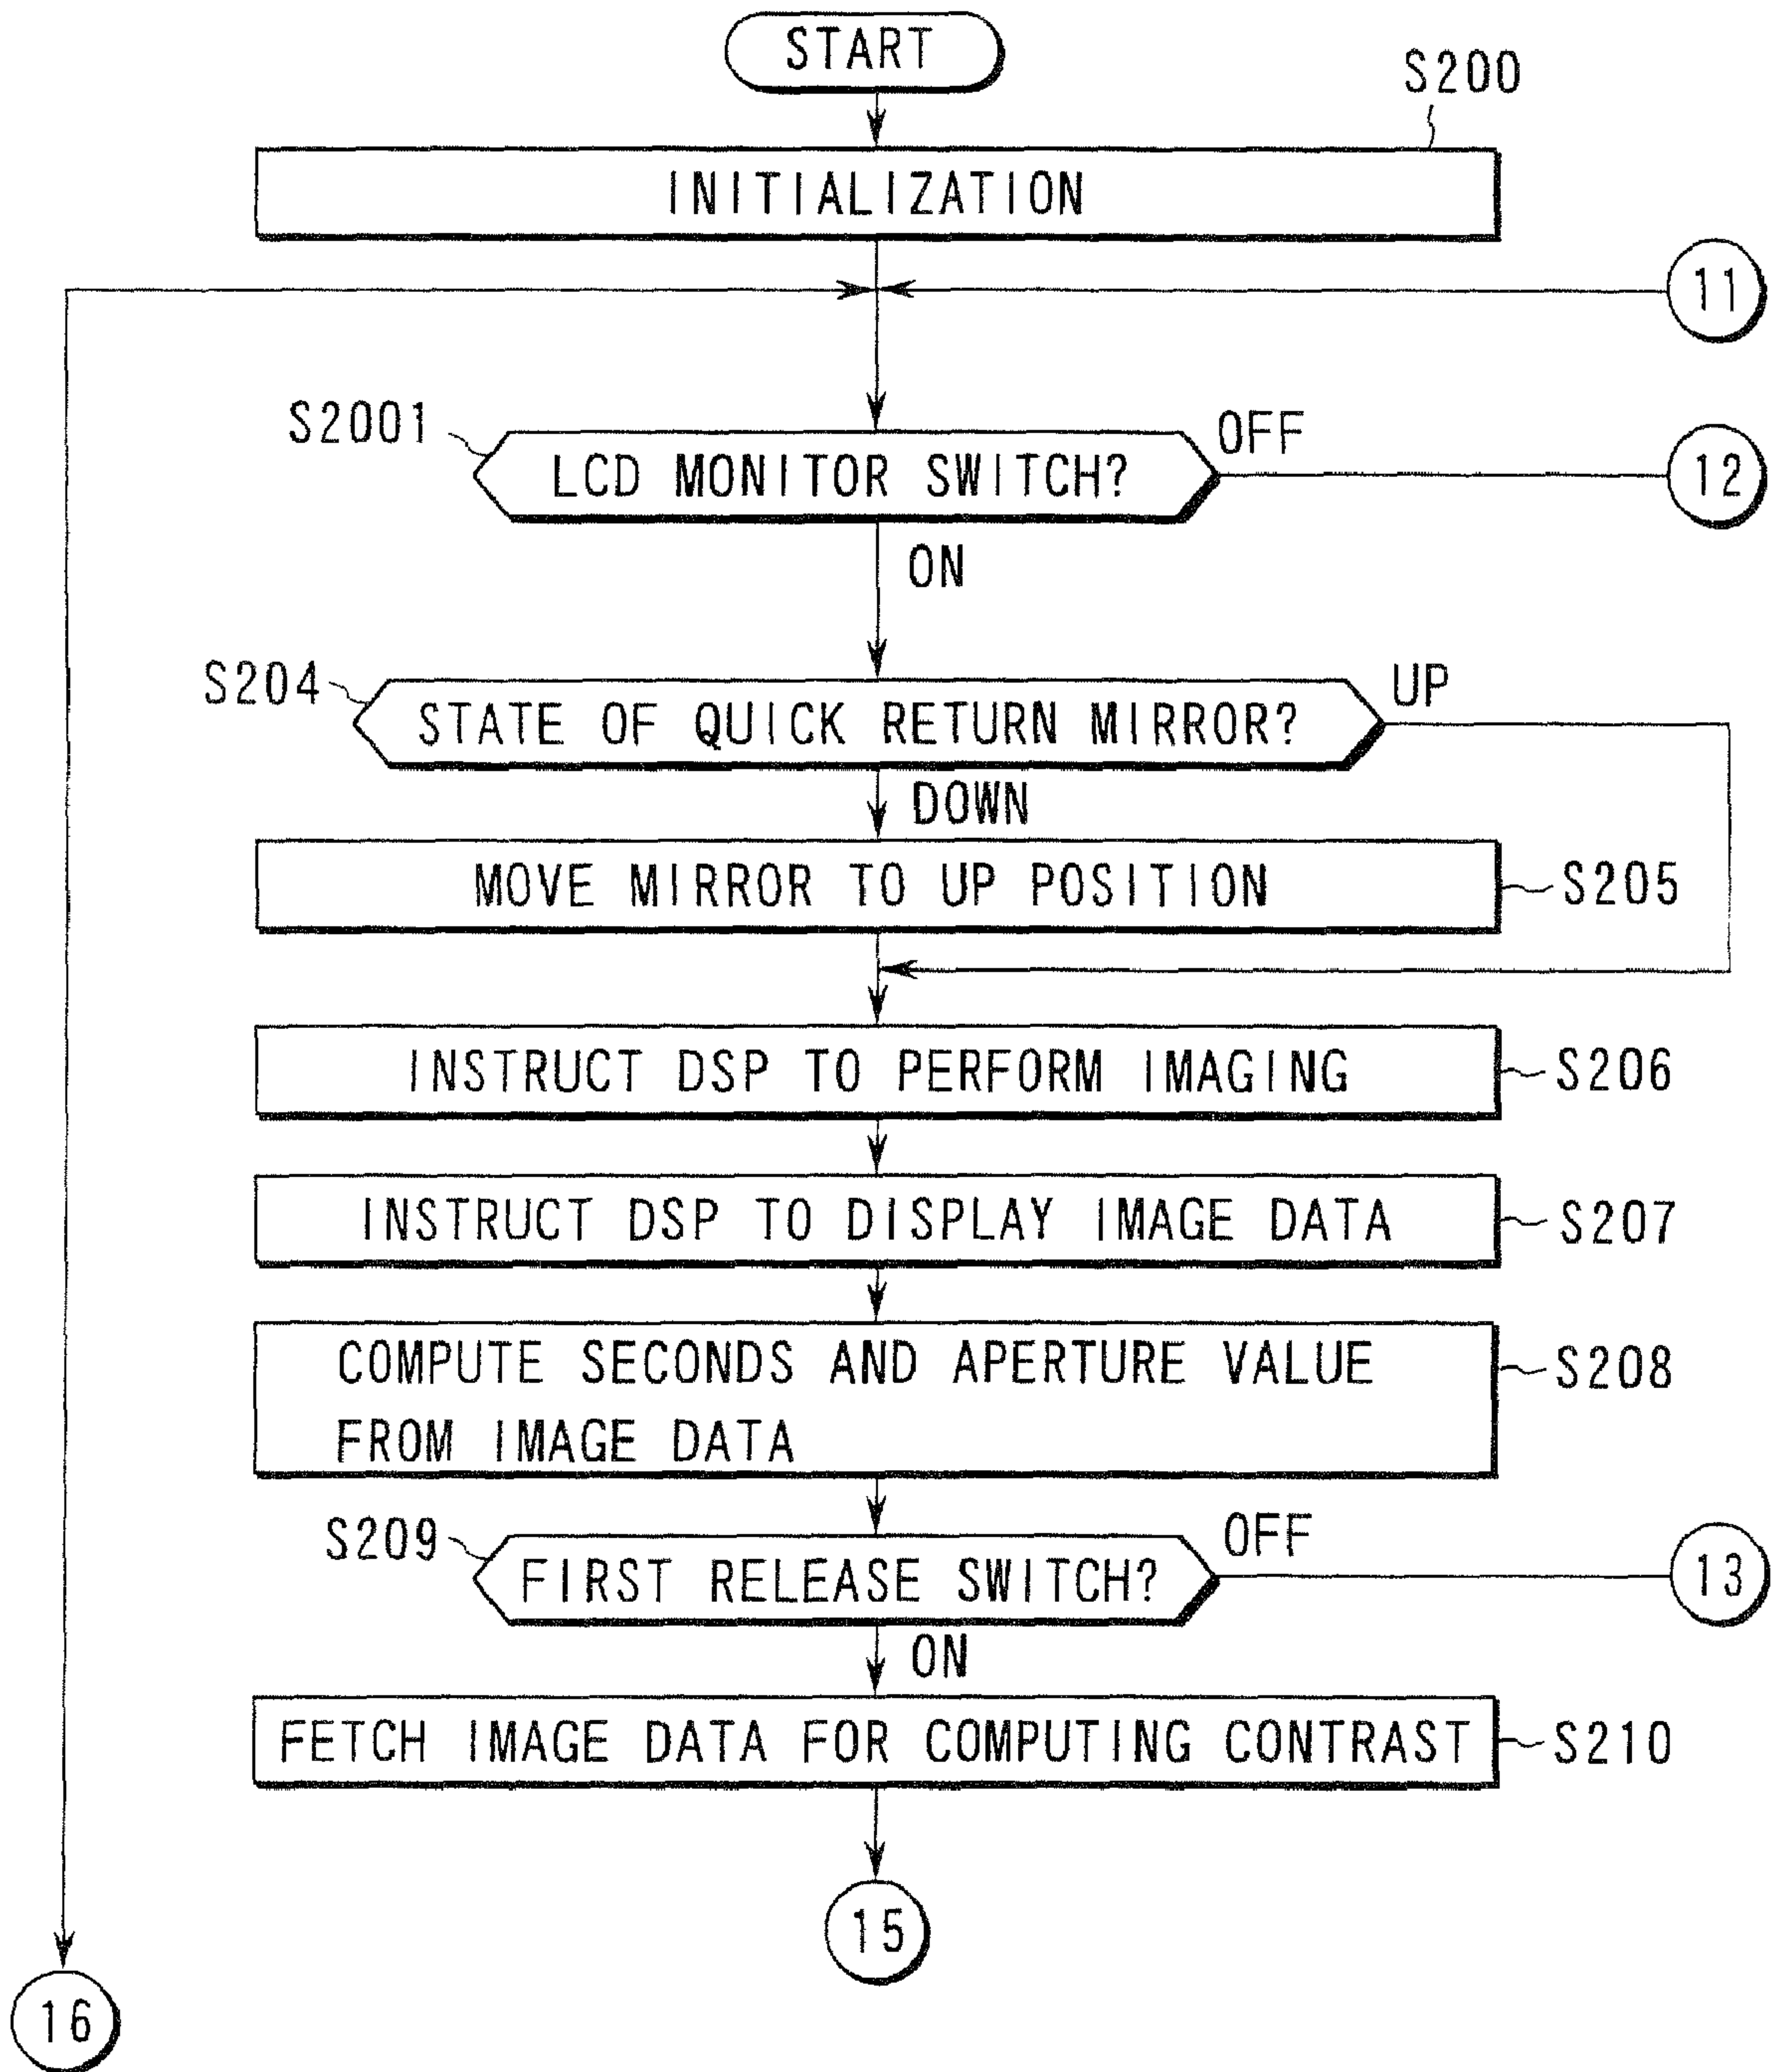 START
S200
INITIALIZATION
11
S2001
LCD MONITOR SWITCH?
OFF
12
ON
S204
STATE OF QUICK RETURN MIRROR?
UP
DOWN
MOVE MIRROR TO UP POSITION
S205
INSTRUCT DSP TO PERFORM IMAGING
S206
INSTRUCT DSP TO DISPLAY IMAGE DATA
S207
COMPUTE SECONDS AND APERTURE VALUE
FROM IMAGE DATA
S208
S209
FIRST RELEASE SWITCH?
OFF
13
ON
FETCH IMAGE DATA FOR COMPUTING CONTRAST
S210
15
16